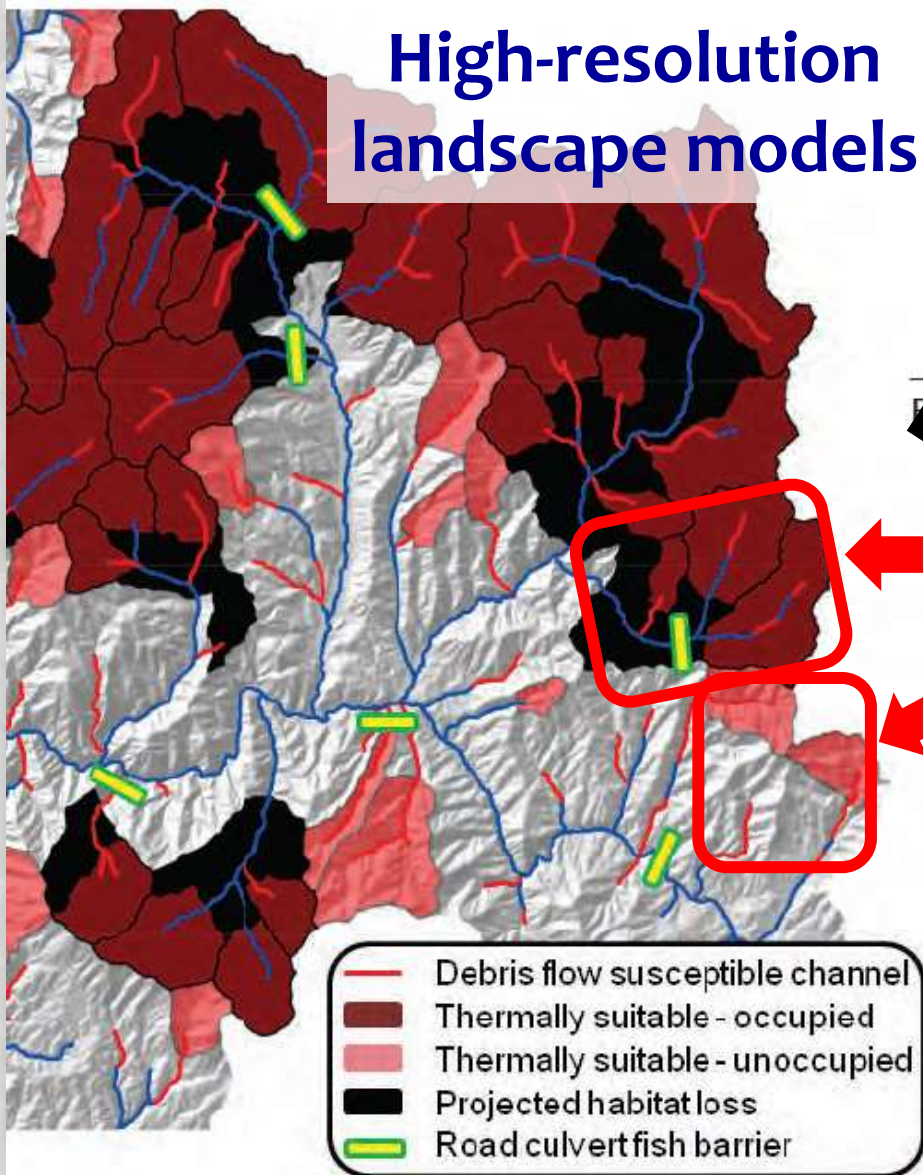 High-resolution
landscape models
Debris flow susceptible channel
Thermally suitable - occupied
Thermally suitable - unoccupied
Projected habitat loss
Road culvert fish barrier